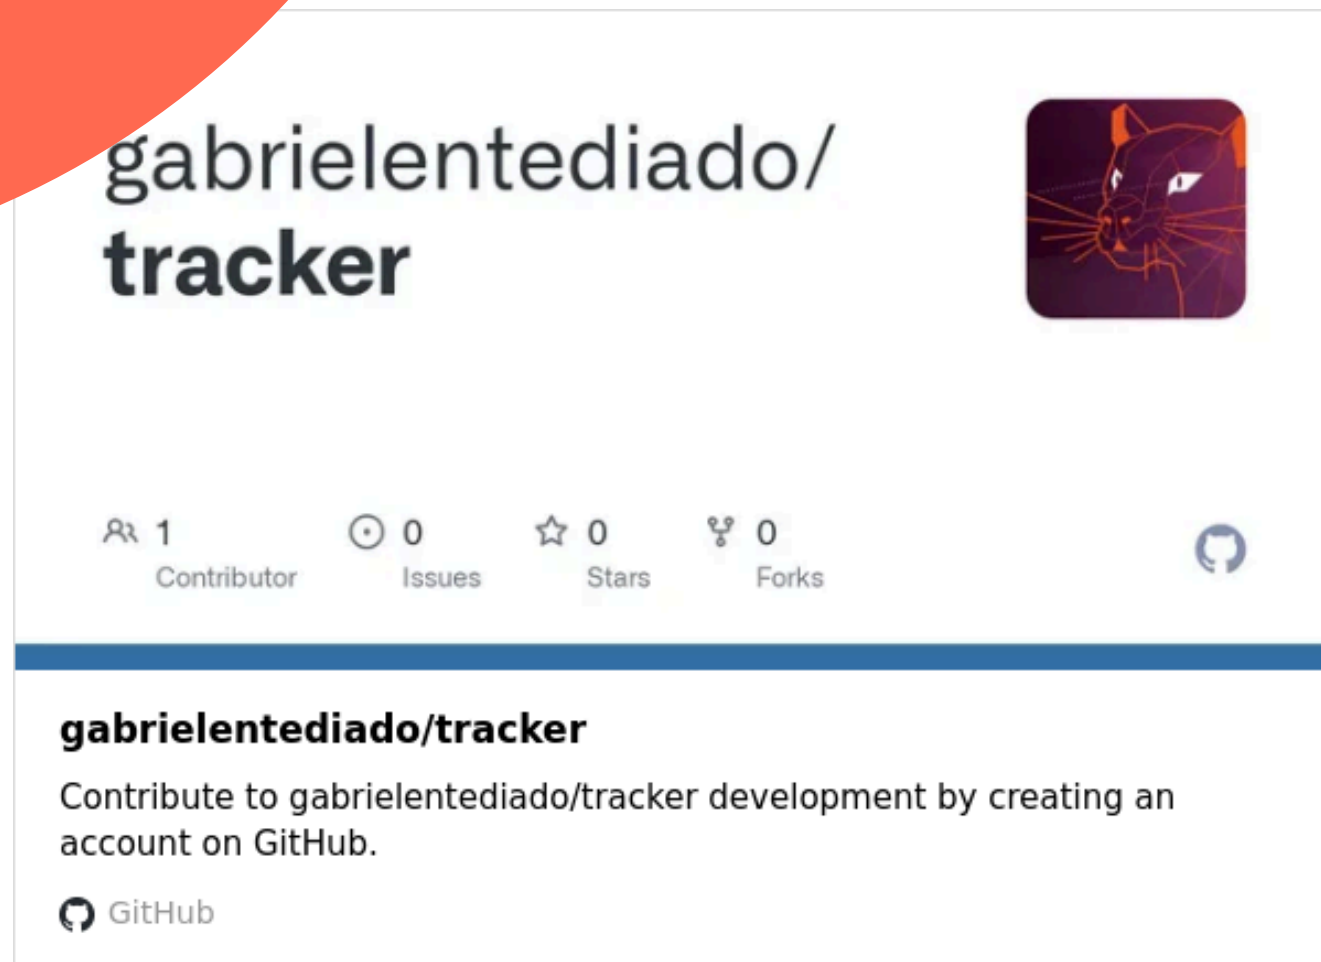 gabrielentediado/
tracker
1 0 0 0
Contributor Issues Stars Forks
gabrielentediado/tracker
Contribute to gabrielentediado/tracker development by creating an
account on GitHub.
GitHub